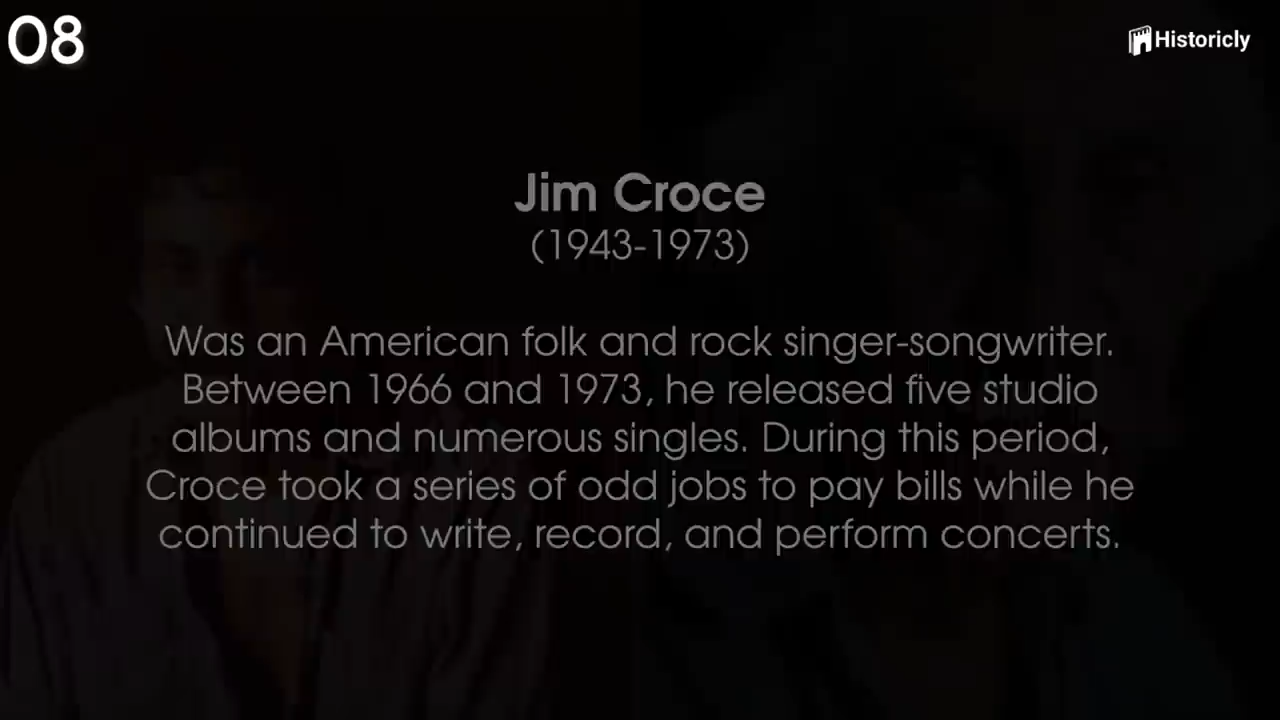 08
Historicly
Jim Croce
(1943-1973)
Was an American folk and rock singer-songwriter.
Between 1966 and 1973, he released five studio
albums and numerous singles. During this period,
Croce took a series of odd jobs to pay bills while he
continued to write, record, and perform concerts.